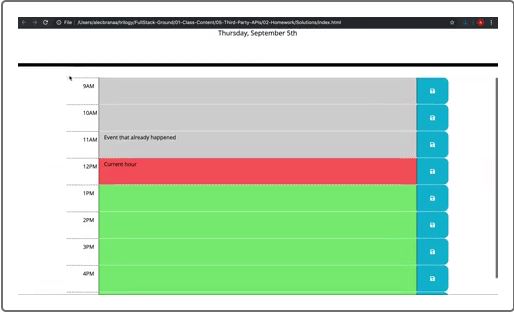 File | /Users/alecbranaa/trilogy/FullStack-Ground/01-Class-Content/05-Third-Party-APIs/02-Homework/Solutions/index.html
Thursday, September 5th
9AM
10AM
11AM Event that already happened
12PM Current hour
1PM
2PM
3PM
4PM